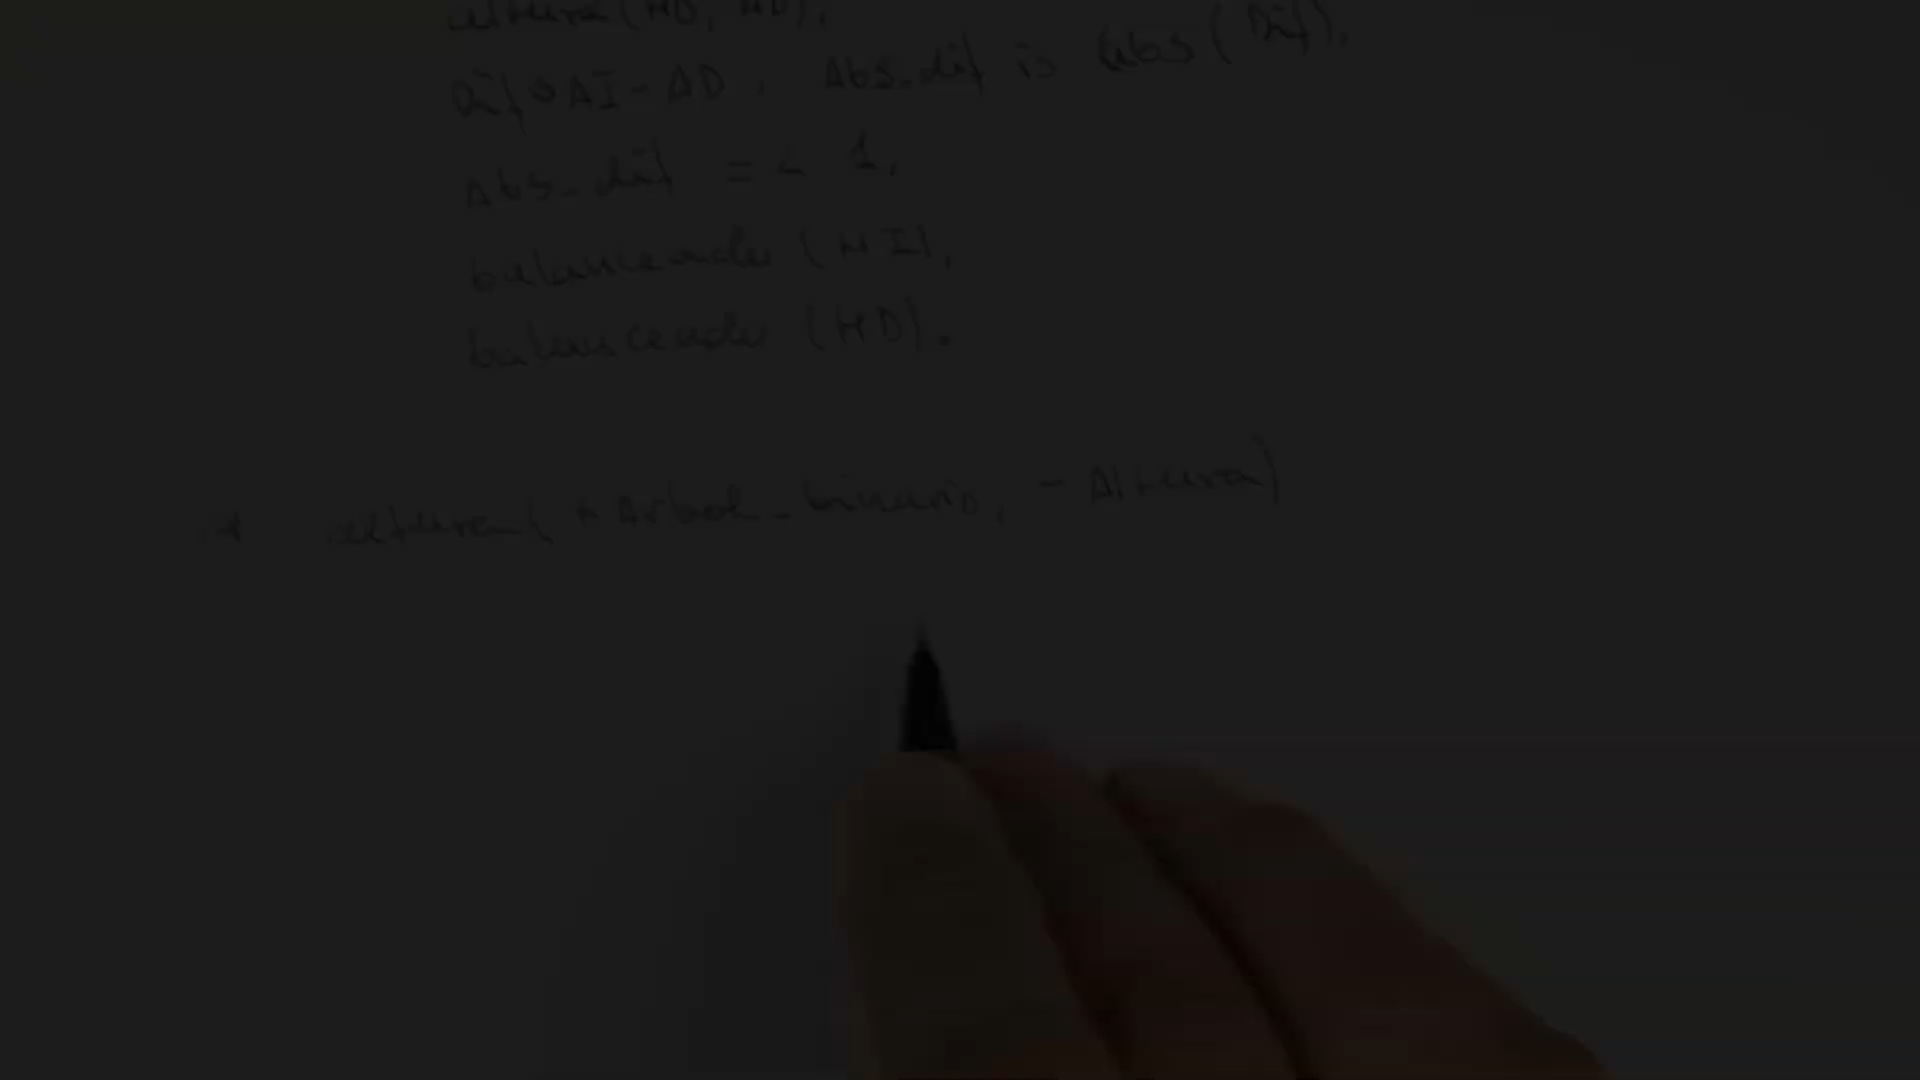 altura(HD, AD),
Dif is AI - AD, Abs_dif is abs(Dif),
Abs_dif =< 1,
balanceado(HI),
balanceado(HD).
* altura(+Arbol_binario, -Altura)